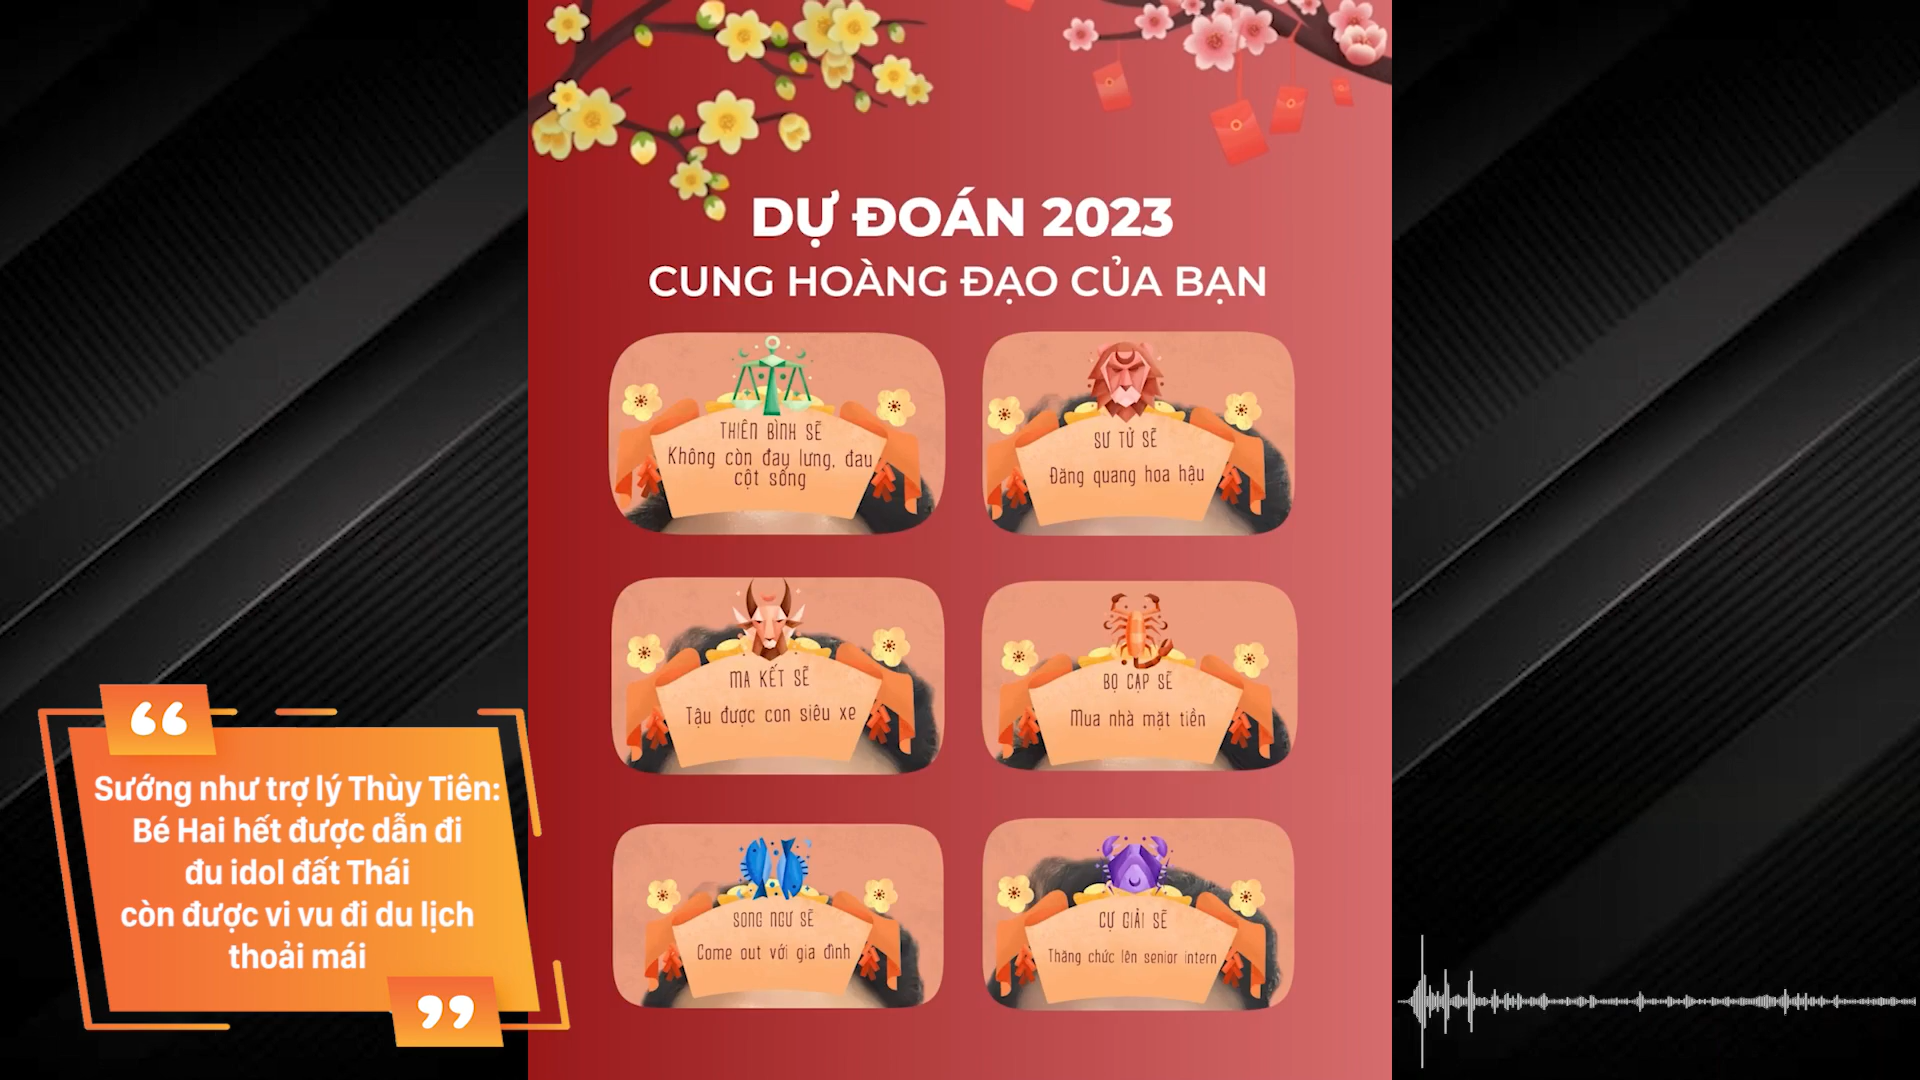 DỰ ĐOÁN 2023
CUNG HOÀNG ĐẠO CỦA BẠN
THIÊN BÌNH SẼ
Không còn đau lưng, đau
cột sống
SƯ TỬ SẼ
Đăng quang hoa hậu
MA KẾT SẼ
Tậu được con siêu xe
BỌ CẠP SẼ
Mua nhà mặt tiền
SONG NGƯ SẼ
Come out với gia đình
CỰ GIẢI SẼ
Thăng chức lên senior intern
Sướng như trợ lý Thùy Tiên:
Bé Hai hết được dẫn đi
đu idol đất Thái
còn được vi vu đi du lịch
thoải mái